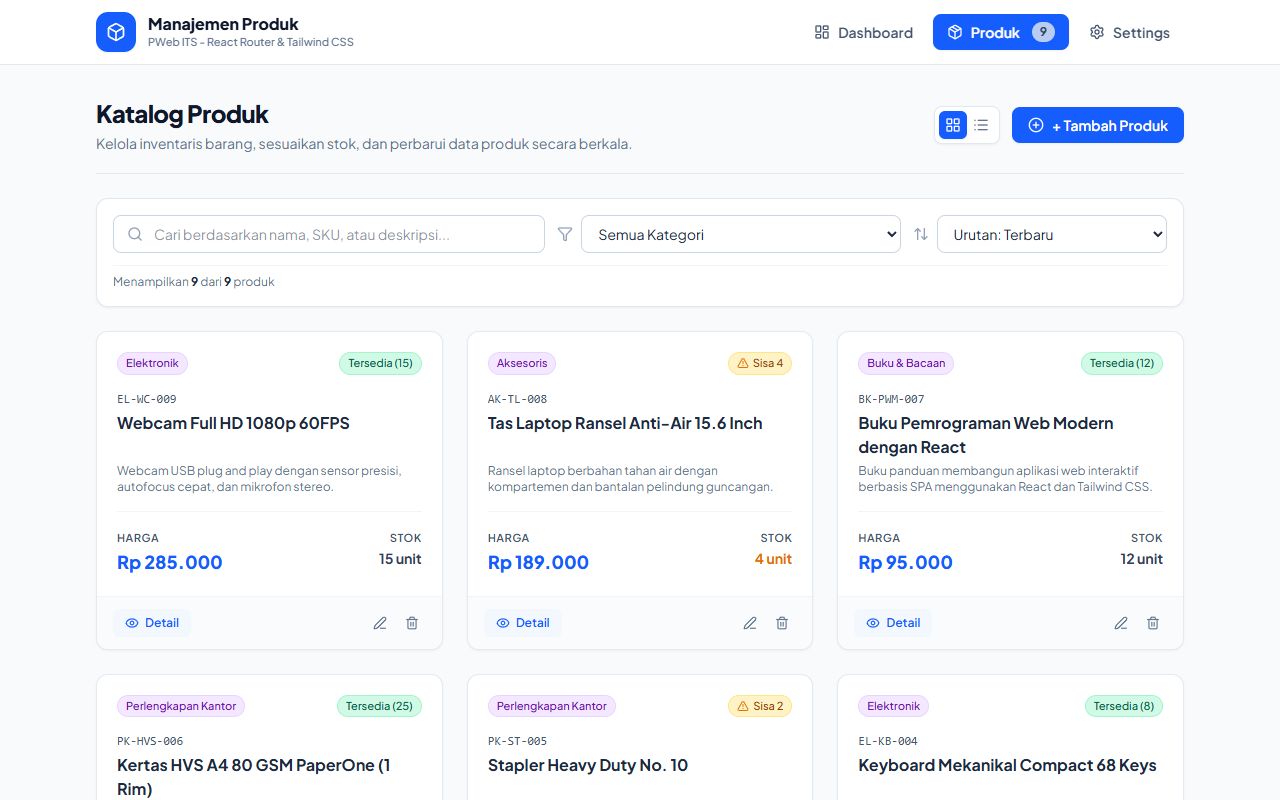 Manajemen Produk
PWeb ITS - React Router & Tailwind CSS
Dashboard
Produk 9
Settings
Katalog Produk
Kelola inventaris barang, sesuaikan stok, dan perbarui data produk secara berkala.
+ Tambah Produk
Cari berdasarkan nama, SKU, atau deskripsi...
Semua Kategori
Urutan: Terbaru
Menampilkan 9 dari 9 produk
Elektronik
Tersedia (15)
EL-WC-009
Webcam Full HD 1080p 60FPS
Webcam USB plug and play dengan sensor presisi,
autofocus cepat, dan mikrofon stereo.
HARGA
STOK
Rp 285.000
15 unit
Detail
Aksesoris
Sisa 4
AK-TL-008
Tas Laptop Ransel Anti-Air 15.6 Inch
Ransel laptop berbahan tahan air dengan
kompartemen dan bantalan pelindung guncangan.
HARGA
STOK
Rp 189.000
4 unit
Detail
Buku & Bacaan
Tersedia (12)
BK-PWM-007
Buku Pemrograman Web Modern
dengan React
Buku panduan membangun aplikasi web interaktif
berbasis SPA menggunakan React dan Tailwind CSS.
HARGA
STOK
Rp 95.000
12 unit
Detail
Perlengkapan Kantor
Tersedia (25)
PK-HVS-006
Kertas HVS A4 80 GSM PaperOne (1
Rim)
Perlengkapan Kantor
Sisa 2
PK-ST-005
Stapler Heavy Duty No. 10
Elektronik
Tersedia (8)
EL-KB-004
Keyboard Mekanikal Compact 68 Keys